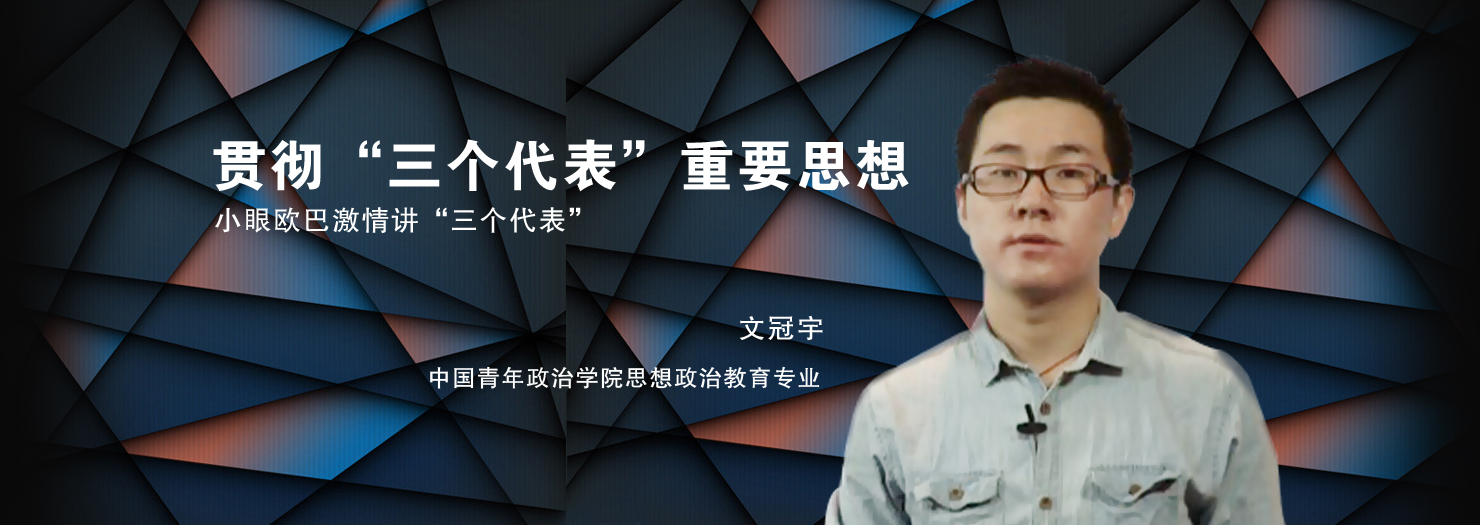 贯彻“三个代表”重要思想
小眼欧巴激情讲“三个代表”
文冠宇
中国青年政治学院思想政治教育专业